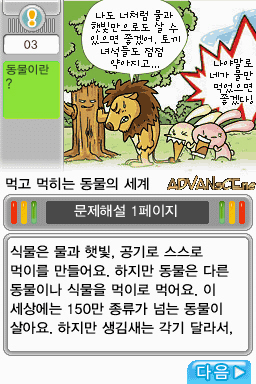 03
동물이란
?
나도 너처럼 물과
햇빛만으로도 살 수
있으면 좋겠어. 토끼
녀석들도 점점
약아지고...
나야말로
네가 물만
먹었으면
좋겠다!
먹고 먹히는 동물의 세계
ADVANsCEne
문제해설 1페이지
식물은 물과 햇빛, 공기로 스스로
먹이를 만들어요. 하지만 동물은 다른
동물이나 식물을 먹이로 먹어요. 이
세상에는 150만 종류가 넘는 동물이
살아요. 하지만 생김새는 각기 달라서,
다음